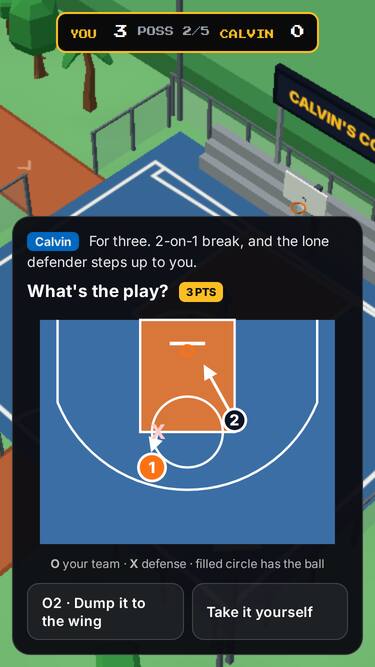 YOU 3 POSS 2/5 CALVIN 0
CALVIN'S CO
Calvin For three. 2-on-1 break, and the lone
defender steps up to you.
What's the play? 3 PTS
2
X
1
O your team · X defense · filled circle has the ball
O2 · Dump it to
the wing
Take it yourself